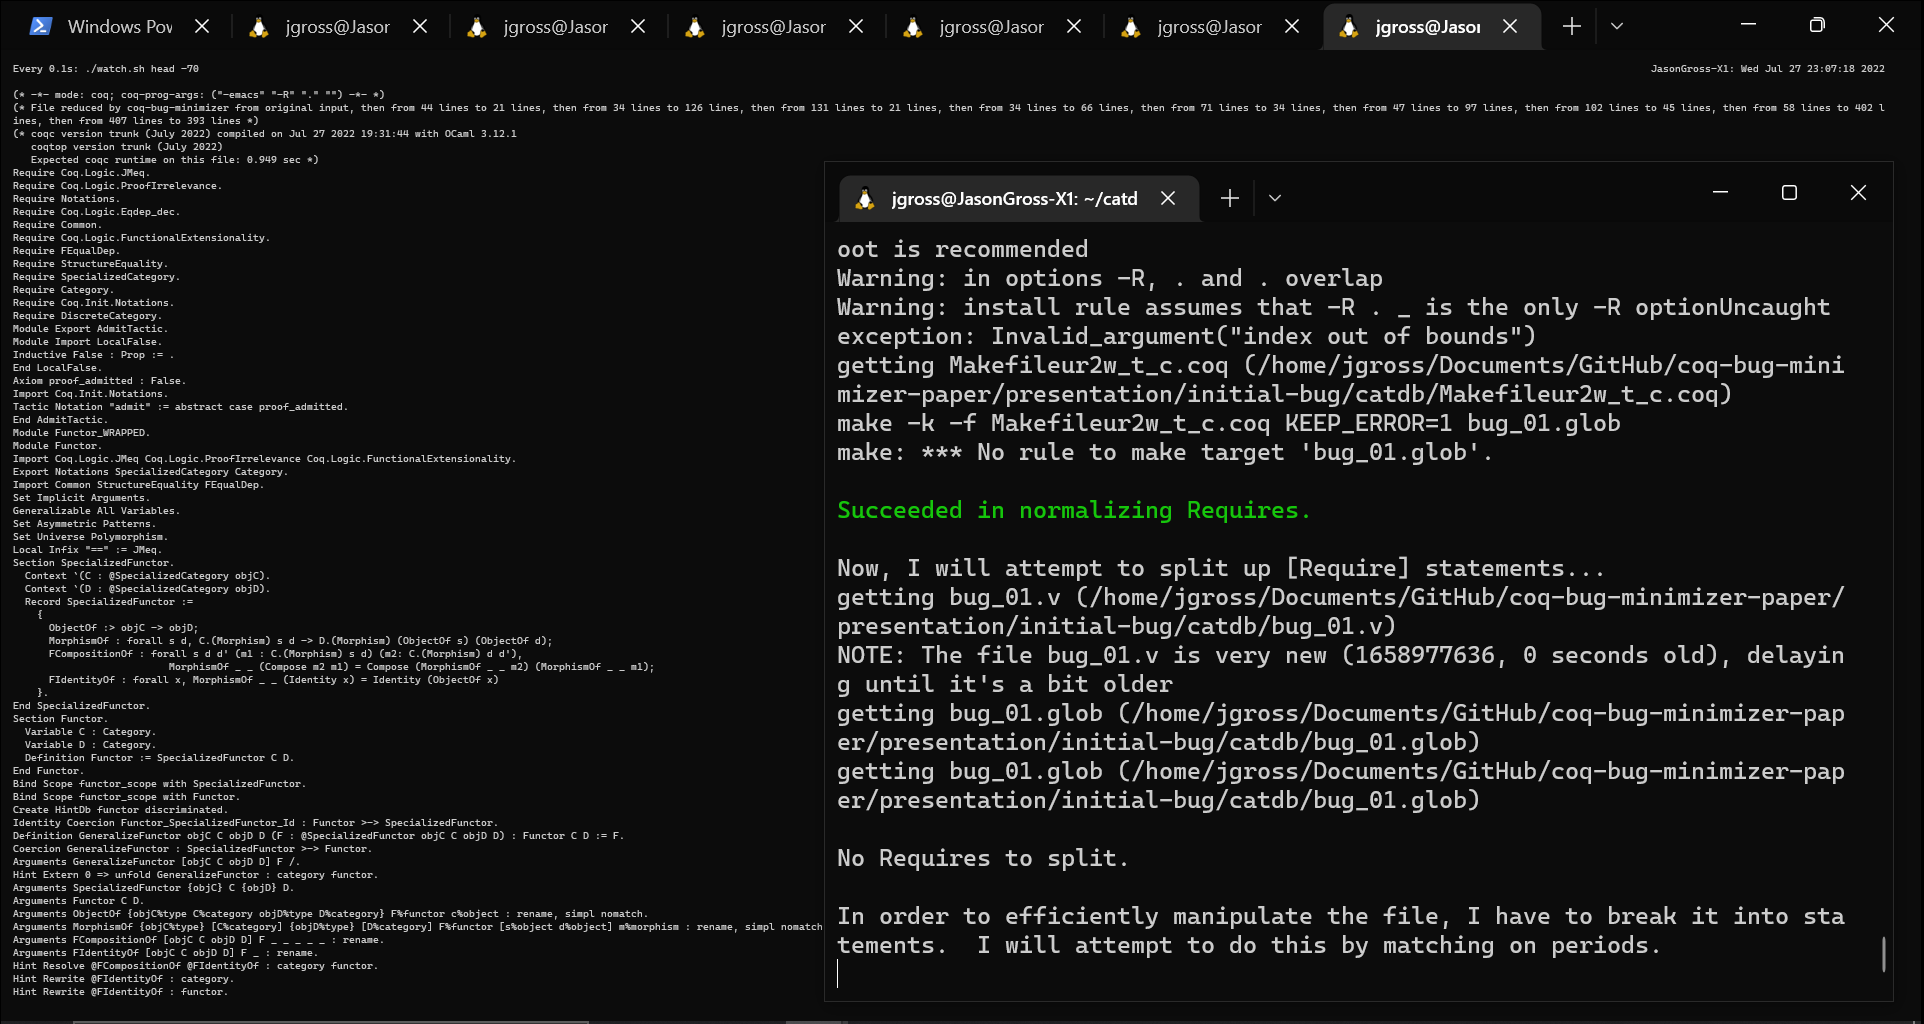 Windows Pov
jgross@Jasor
jgross@Jasor
jgross@Jasor
jgross@Jasor
jgross@Jasor
jgross@Jasor
Every 0.1s: ./watch.sh head -70
JasonGross-X1: Wed Jul 27 23:07:18 2022
(* -*- mode: coq; coq-prog-args: ("-emacs" "-R" "." "") -*- *)
(* File reduced by coq-bug-minimizer from original input, then from 44 lines to 21 lines, then from 34 lines to 126 lines, then from 131 lines to 21 lines, then from 34 lines to 66 lines, then from 71 lines to 34 lines, then from 47 lines to 97 lines, then from 102 lines to 45 lines, then from 58 lines to 402 l
ines, then from 407 lines to 393 lines *)
(* coqc version trunk (July 2022) compiled on Jul 27 2022 19:31:44 with OCaml 3.12.1
   coqtop version trunk (July 2022)
   Expected coqc runtime on this file: 0.949 sec *)
Require Coq.Logic.JMeq.
Require Coq.Logic.ProofIrrelevance.
Require Notations.
Require Coq.Logic.Eqdep_dec.
Require Common.
Require Coq.Logic.FunctionalExtensionality.
Require FEqualDep.
Require StructureEquality.
Require SpecializedCategory.
Require Category.
Require Coq.Init.Notations.
Require DiscreteCategory.
Module Export AdmitTactic.
Module Import LocalFalse.
Inductive False : Prop := .
End LocalFalse.
Axiom proof_admitted : False.
Import Coq.Init.Notations.
Tactic Notation "admit" := abstract case proof_admitted.
End AdmitTactic.
Module Functor_WRAPPED.
Module Functor.
Import Coq.Logic.JMeq Coq.Logic.ProofIrrelevance Coq.Logic.FunctionalExtensionality.
Export Notations SpecializedCategory Category.
Import Common StructureEquality FEqualDep.
Set Implicit Arguments.
Generalizable All Variables.
Set Asymmetric Patterns.
Set Universe Polymorphism.
Local Infix "==" := JMeq.
Section SpecializedFunctor.
  Context `(C : @SpecializedCategory objC).
  Context `(D : @SpecializedCategory objD).
  Record SpecializedFunctor :=
    {
      ObjectOf :> objC -> objD;
      MorphismOf : forall s d, C.(Morphism) s d -> D.(Morphism) (ObjectOf s) (ObjectOf d);
      FCompositionOf : forall s d d' (m1 : C.(Morphism) s d) (m2: C.(Morphism) d d'),
                          MorphismOf _ _ (Compose m2 m1) = Compose (MorphismOf _ _ m2) (MorphismOf _ _ m1);
      FIdentityOf : forall x, MorphismOf _ _ (Identity x) = Identity (ObjectOf x)
    }.
End SpecializedFunctor.
Section Functor.
  Variable C : Category.
  Variable D : Category.
  Definition Functor := SpecializedFunctor C D.
End Functor.
Bind Scope functor_scope with SpecializedFunctor.
Bind Scope functor_scope with Functor.
Create HintDb functor discriminated.
Identity Coercion Functor_SpecializedFunctor_Id : Functor >-> SpecializedFunctor.
Definition GeneralizeFunctor objC C objD D (F : @SpecializedFunctor objC C objD D) : Functor C D := F.
Coercion GeneralizeFunctor : SpecializedFunctor >-> Functor.
Arguments GeneralizeFunctor [objC C objD D] F /.
Hint Extern 0 => unfold GeneralizeFunctor : category functor.
Arguments SpecializedFunctor {objC} C {objD} D.
Arguments Functor C D.
Arguments ObjectOf {objC%type C%category objD%type D%category} F%functor c%object : rename, simpl nomatch.
Arguments MorphismOf {objC%type} [C%category] {objD%type} [D%category] F%functor [s%object d%object] m%morphism : rename, simpl nomatch
Arguments FCompositionOf [objC C objD D] F _ _ _ _ _ : rename.
Arguments FIdentityOf [objC C objD D] F _ : rename.
Hint Resolve @FCompositionOf @FIdentityOf : category functor.
Hint Rewrite @FIdentityOf : category.
Hint Rewrite @FIdentityOf : functor.
jgross@JasonGross-X1: ~/catd
oot is recommended
Warning: in options -R, . and . overlap
Warning: install rule assumes that -R . _ is the only -R optionUncaught
exception: Invalid_argument("index out of bounds")
getting Makefileur2w_t_c.coq (/home/jgross/Documents/GitHub/coq-bug-mini
mizer-paper/presentation/initial-bug/catdb/Makefileur2w_t_c.coq)
make -k -f Makefileur2w_t_c.coq KEEP_ERROR=1 bug_01.glob
make: *** No rule to make target 'bug_01.glob'.
Succeeded in normalizing Requires.
Now, I will attempt to split up [Require] statements...
getting bug_01.v (/home/jgross/Documents/GitHub/coq-bug-minimizer-paper/
presentation/initial-bug/catdb/bug_01.v)
NOTE: The file bug_01.v is very new (1658977636, 0 seconds old), delayin
g until it's a bit older
getting bug_01.glob (/home/jgross/Documents/GitHub/coq-bug-minimizer-pap
er/presentation/initial-bug/catdb/bug_01.glob)
getting bug_01.glob (/home/jgross/Documents/GitHub/coq-bug-minimizer-pap
er/presentation/initial-bug/catdb/bug_01.glob)
No Requires to split.
In order to efficiently manipulate the file, I have to break it into sta
tements.  I will attempt to do this by matching on periods.